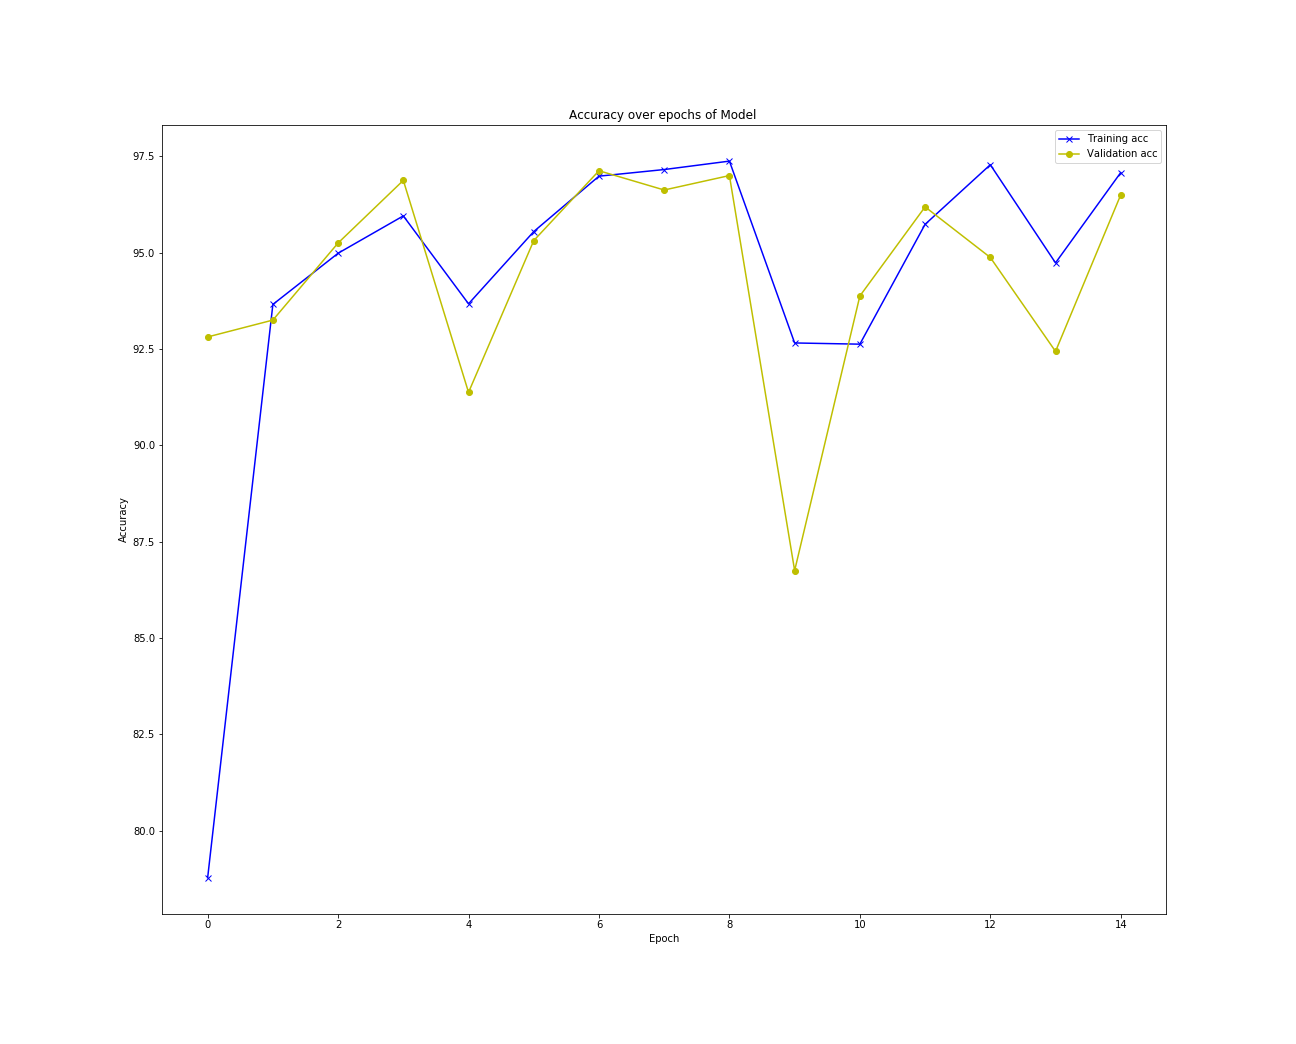 Accuracy over epochs of Model
Training acc
Validation acc
97.5
95.0
92.5
90.0
87.5
85.0
82.5
80.0
Accuracy
0 2 4 6 8 10 12 14
Epoch